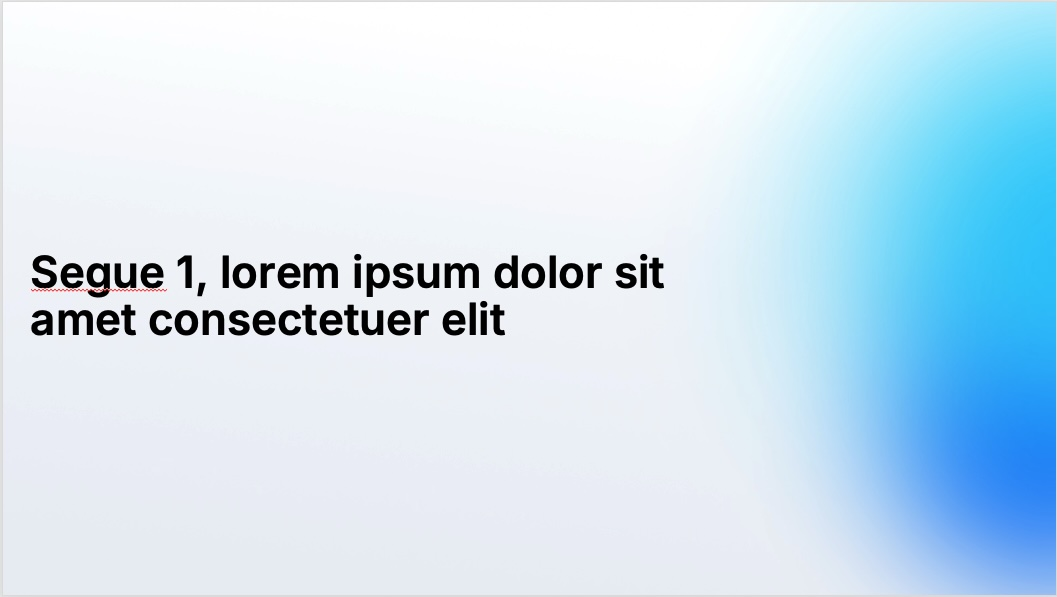 Segue 1, lorem ipsum dolor sit
amet consectetuer elit